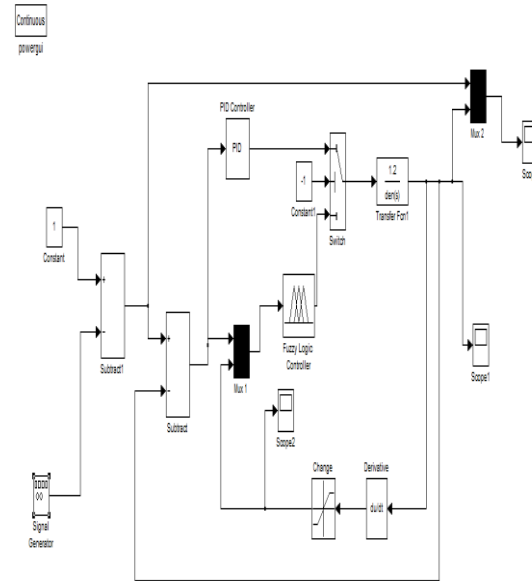 Continuous
powergui
PID Controller
PID
Mux 2
Scop
-1
Constant1
Switch
1.2
den(s)
Transfer Fcn1
1
Constant
+
−
Subtract1
+
−
Subtract
Mux 1
Fuzzy Logic
Controller
Scope1
Scope2
Change
Derivative
du/dt
Signal
Generator